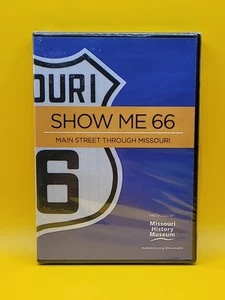 OURI
SHOW ME 66
MAIN STREET THROUGH MISSOURI
6
Missouri
History
Museum